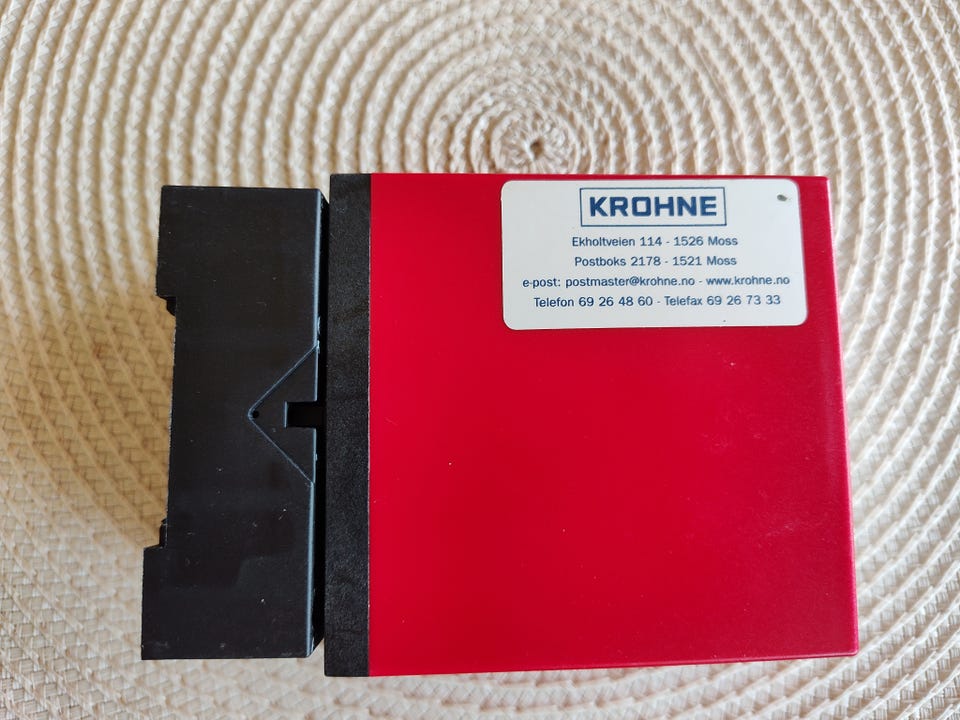 KROHNE
Ekholtveien 114 - 1526 Moss
Postboks 2178 - 1521 Moss
e-post: postmaster@krohne.no - www.krohne.no
Telefon 69 26 48 60 - Telefax 69 26 73 33